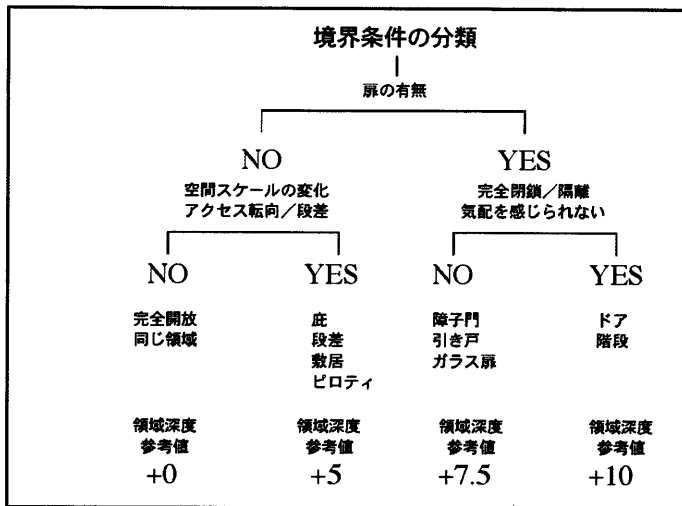 境界条件の分類
扉の有無
NO
YES
空間スケールの変化
アクセス転向／段差
完全閉鎖／隔離
気配を感じられない
NO
YES
NO
YES
完全開放
同じ領域
庇
段差
敷居
ピロティ
障子門
引き戸
ガラス扉
ドア
階段
領域深度
参考値
+0
領域深度
参考値
+5
領域深度
参考値
+7.5
領域深度
参考値
+10